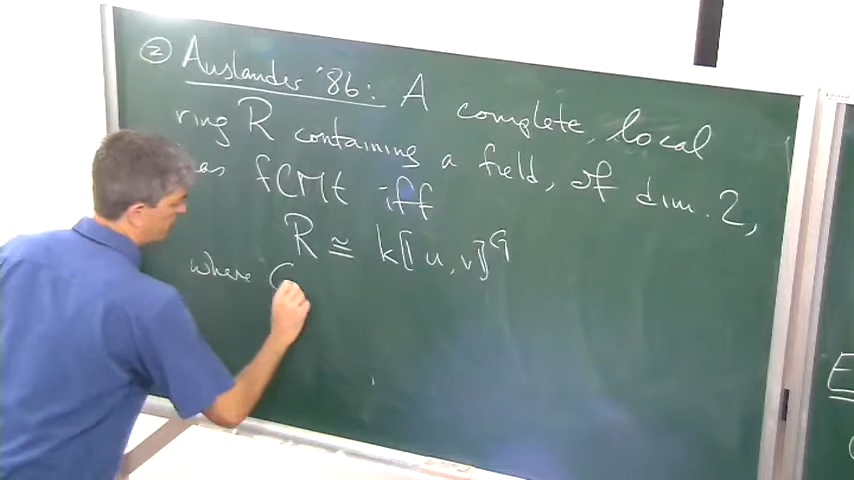 ② Auslander '86: A complete, local
ring R containing a field, of dim. 2,
has fCMt iff
R ≅ k[[u,v]]^G
where G
E